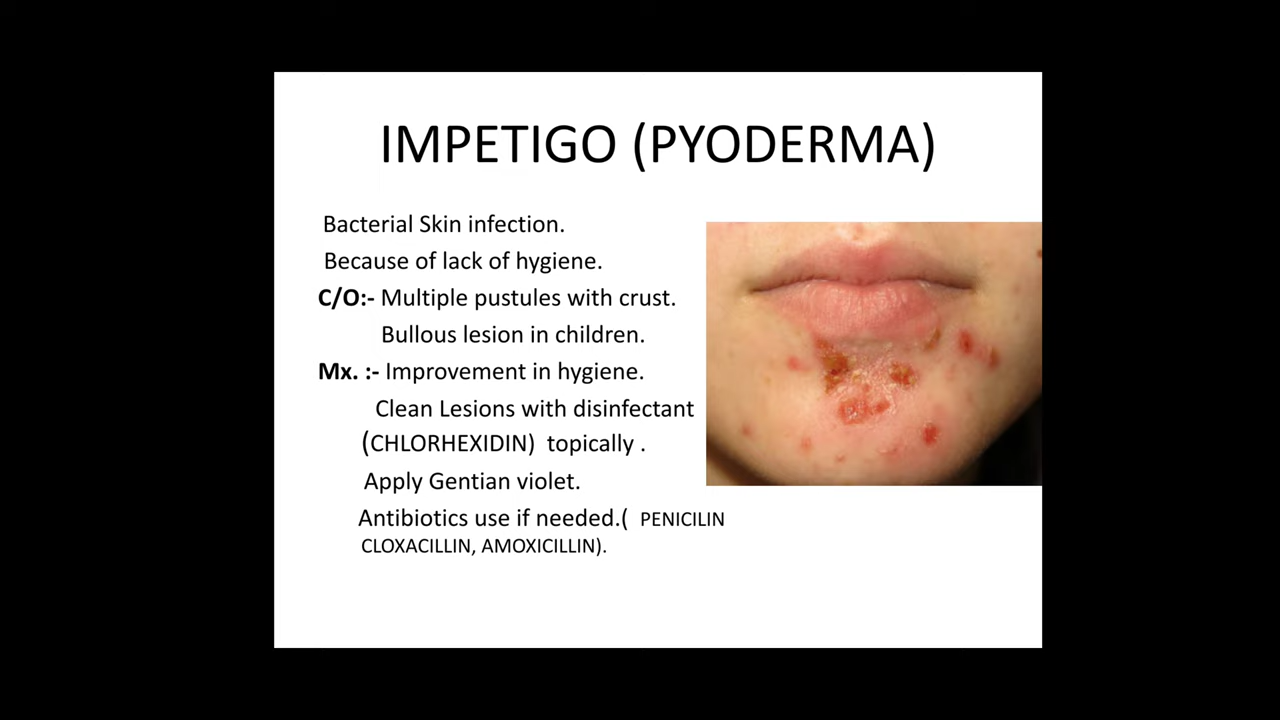 IMPETIGO (PYODERMA)
Bacterial Skin infection.
Because of lack of hygiene.
C/O:- Multiple pustules with crust.
Bullous lesion in children.
Mx. :- Improvement in hygiene.
Clean Lesions with disinfectant
(CHLORHEXIDIN) topically .
Apply Gentian violet.
Antibiotics use if needed.( PENICILIN
CLOXACILLIN, AMOXICILLIN).